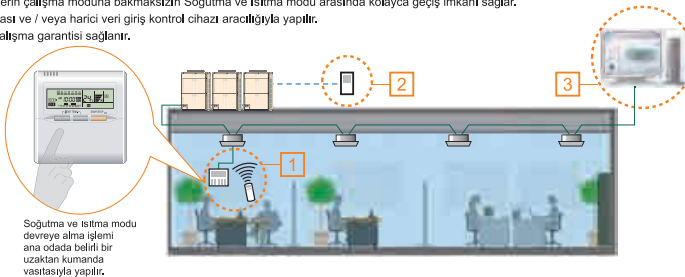 erin çalışma moduna bakmaksızın Soğutma ve Isıtma modu arasında kolayca geçiş imkanı sağlar.
ası ve / veya harici veri giriş kontrol cihazı aracılığıyla yapılır.
alışma garantisi sağlanır.
2
3
1
Soğutma ve ısıtma modu
devreye alma işlemi
ana odada belirli bir
uzaktan kumanda
vasıtasıyla yapılır.